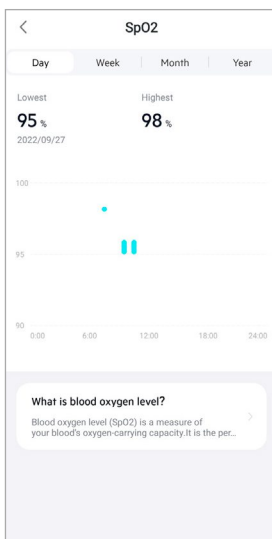 SpO2
Day Week Month Year
Lowest Highest
95 % 98 %
2022/09/27
100
95
90
0:00 6:00 12:00 18:00 24:00
What is blood oxygen level?
Blood oxygen level (SpO2) is a measure of
your blood's oxygen-carrying capacity.It is the per...